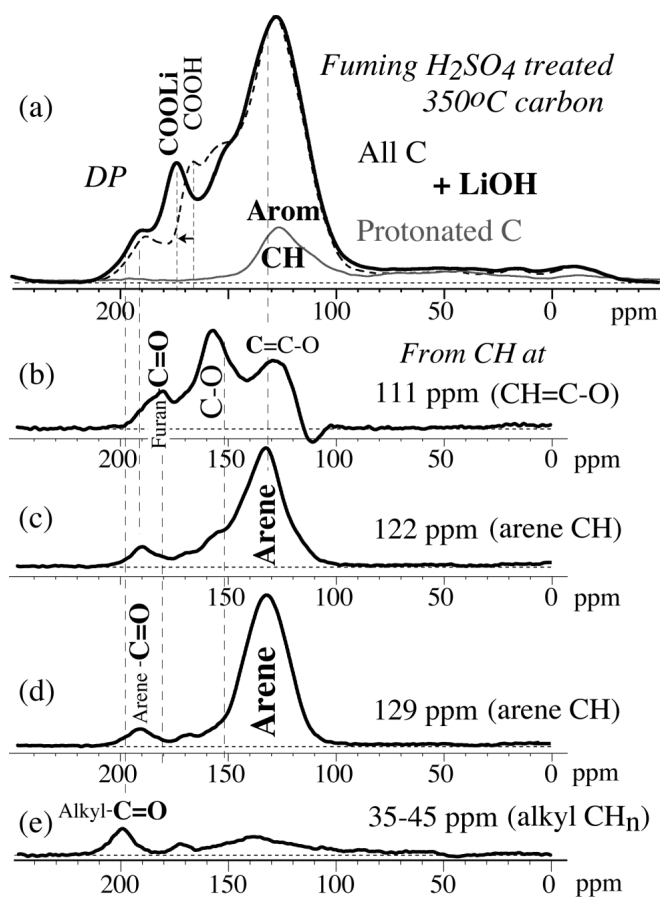 (a)
DP
COOLi
COOH
Fuming H2SO4 treated
350ºC carbon
All C
+ LiOH
Protonated C
Arom
CH
200
100
50
0
ppm
(b)
Furan C=O
C-O
C=C-O
From CH at
111 ppm (CH=C-O)
200
150
100
50
0
ppm
(c)
Arene
122 ppm (arene CH)
150
100
50
0
ppm
(d)
Arene -C=O
Arene
129 ppm (arene CH)
200
150
100
50
0
ppm
(e)
Alkyl-C=O
35-45 ppm (alkyl CHn)
200
150
100
50
0
ppm